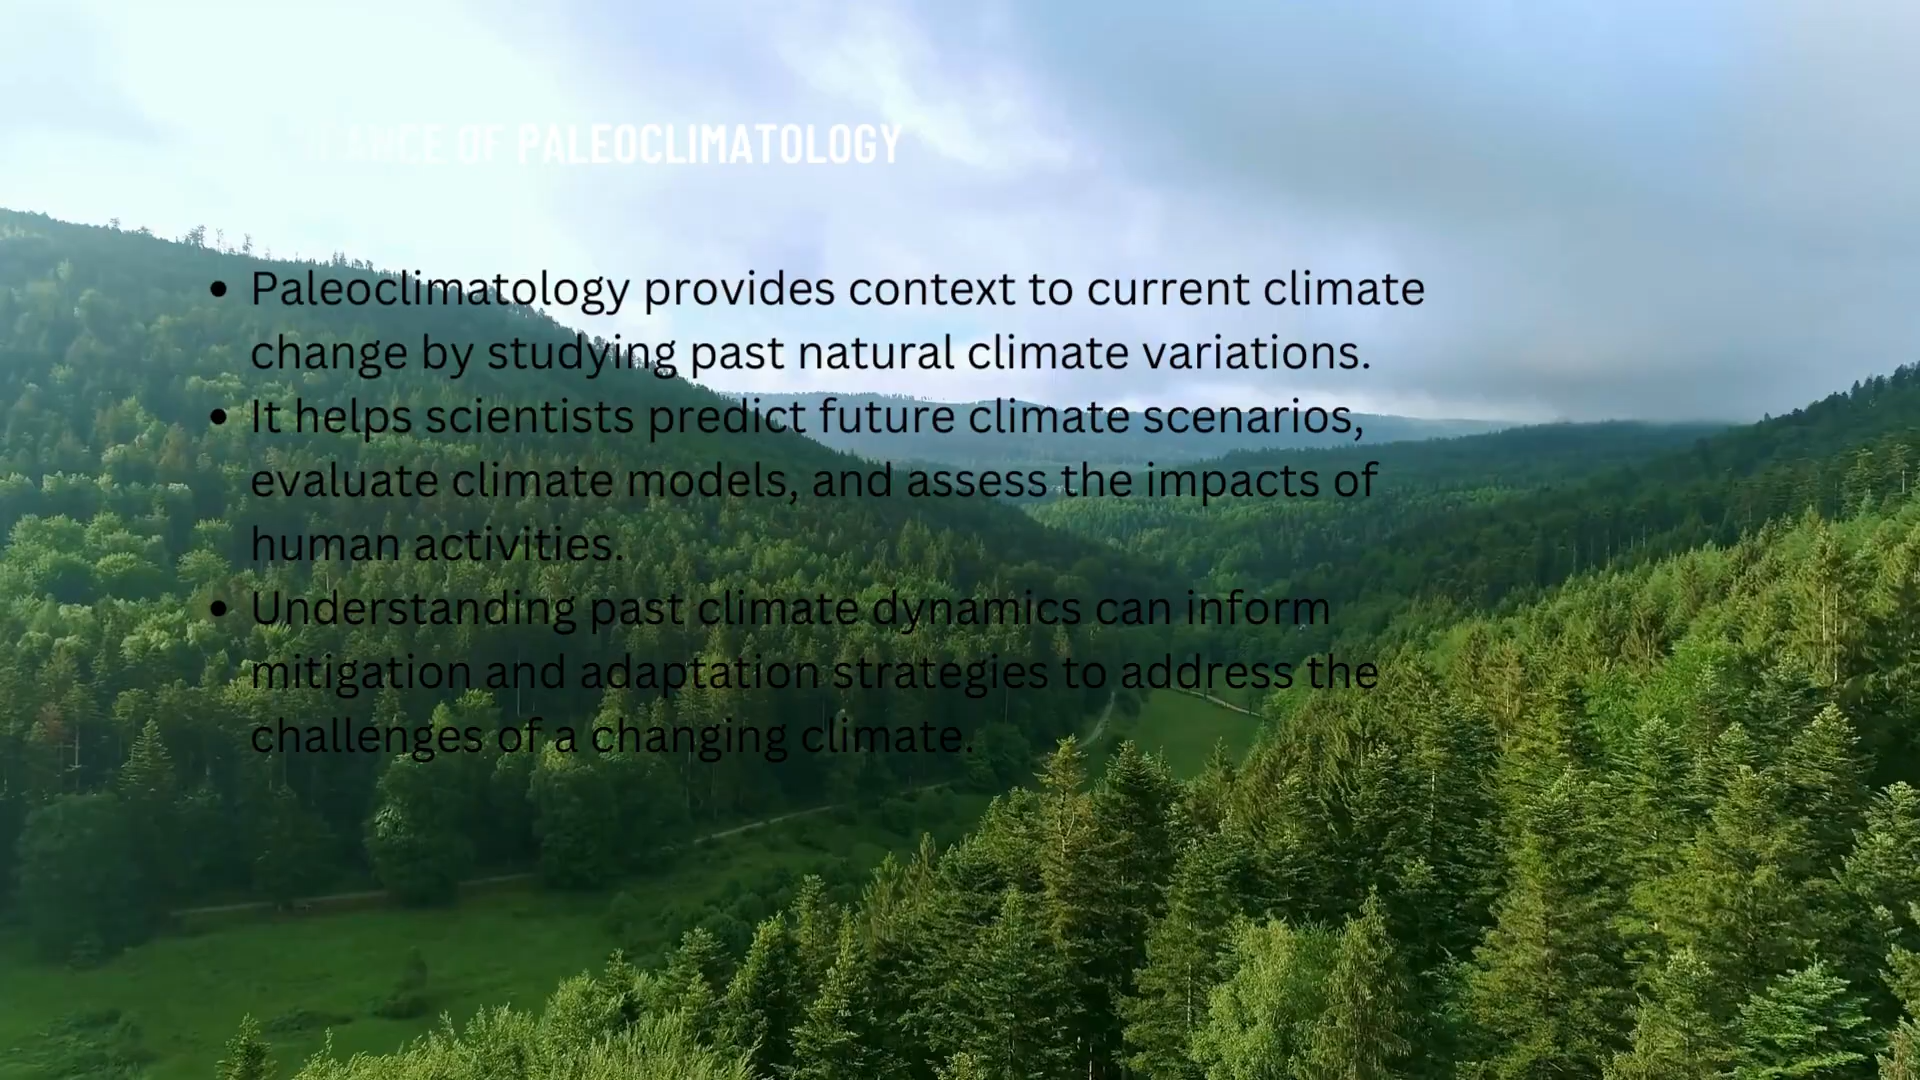 OF PALEOCLIMATOLOGY
• Paleoclimatology provides context to current climate
change by studying past natural climate variations.
• It helps scientists predict future climate scenarios,
evaluate climate models, and assess the impacts of
human activities.
• Understanding past climate dynamics can inform
mitigation and adaptation strategies to address the
challenges of a changing climate.